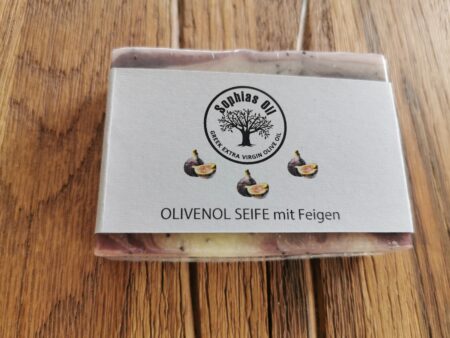 Sophias Oil
GREEK EXTRA VIRGIN OLIVE OIL
OLIVENOL SEIFE mit Feigen